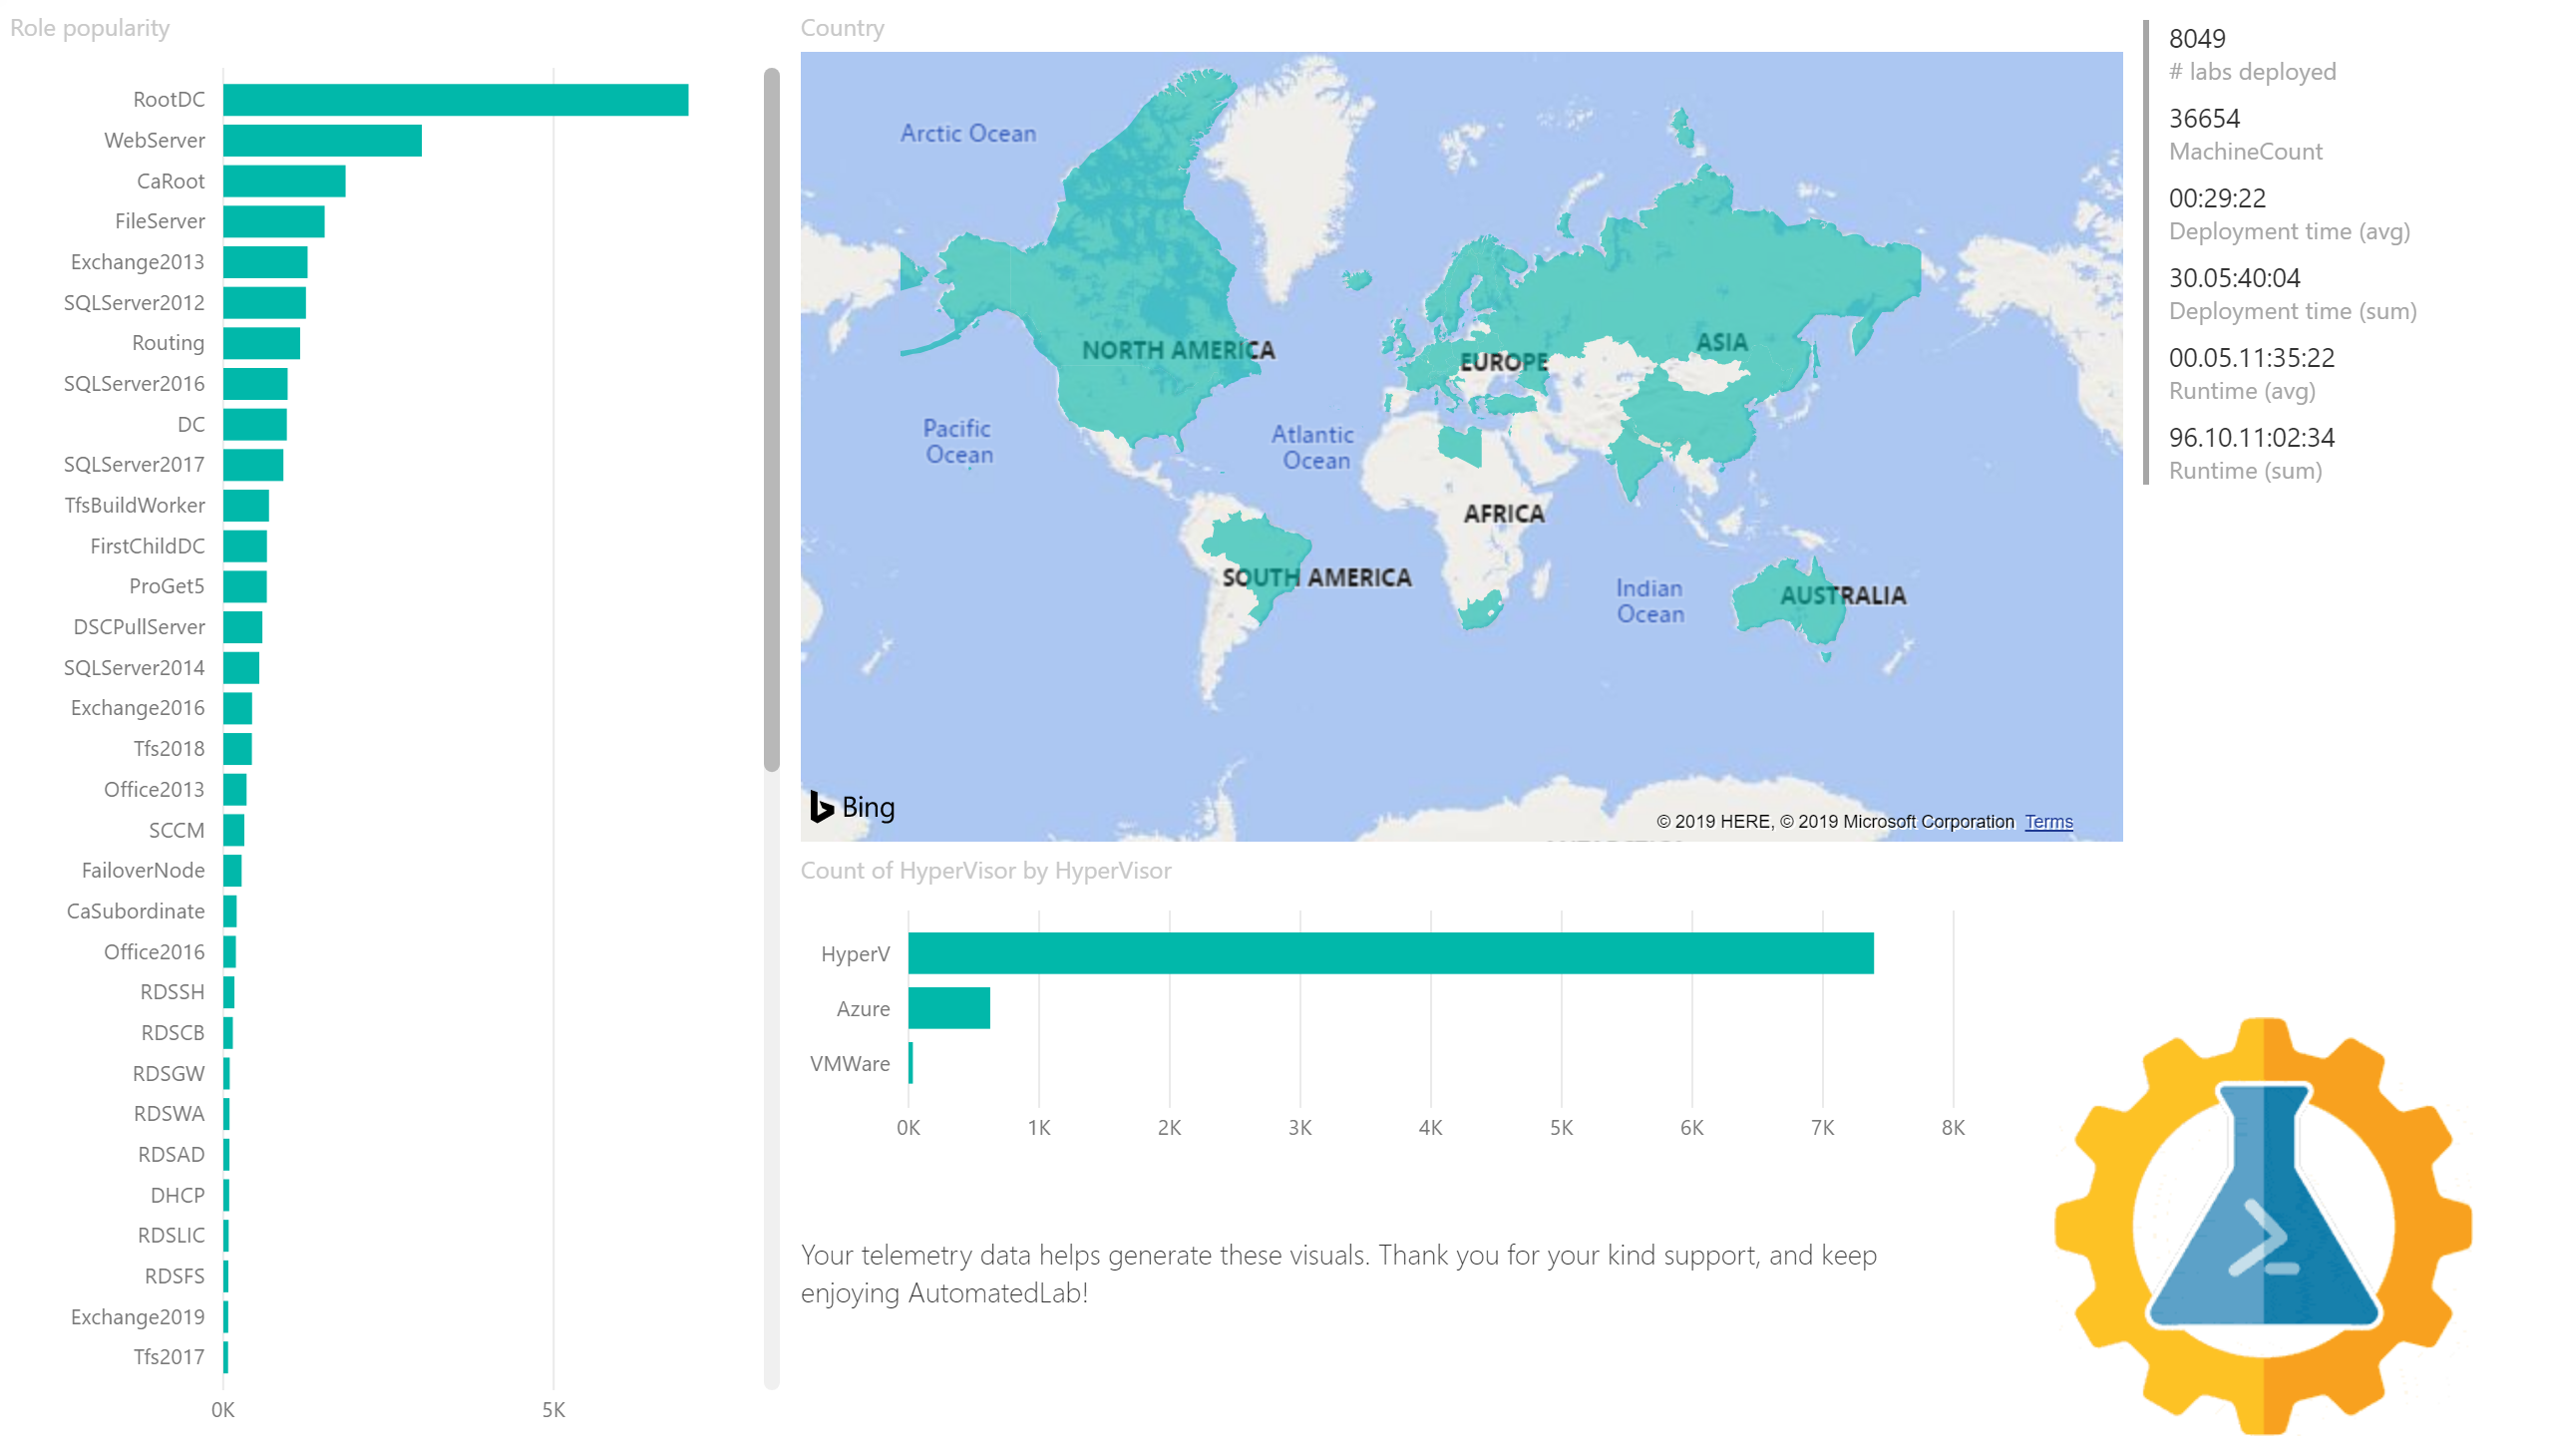 Role popularity
RootDC
WebServer
CaRoot
FileServer
Exchange2013
SQLServer2012
Routing
SQLServer2016
DC
SQLServer2017
TfsBuildWorker
FirstChildDC
ProGet5
DSCPullServer
SQLServer2014
Exchange2016
Tfs2018
Office2013
SCCM
FailoverNode
CaSubordinate
Office2016
RDSSH
RDSCB
RDSGW
RDSWA
RDSAD
DHCP
RDSLIC
RDSFS
Exchange2019
Tfs2017
0K 5K
Country
Arctic Ocean
NORTH AMERICA
EUROPE
ASIA
Pacific
Ocean
Atlantic
Ocean
AFRICA
SOUTH AMERICA
Indian
Ocean
AUSTRALIA
Bing
© 2019 HERE, © 2019 Microsoft Corporation Terms
Count of HyperVisor by HyperVisor
HyperV
Azure
VMWare
0K 1K 2K 3K 4K 5K 6K 7K 8K
Your telemetry data helps generate these visuals. Thank you for your kind support, and keep
enjoying AutomatedLab!
8049
# labs deployed
36654
MachineCount
00:29:22
Deployment time (avg)
30.05:40:04
Deployment time (sum)
00.05.11:35:22
Runtime (avg)
96.10.11:02:34
Runtime (sum)